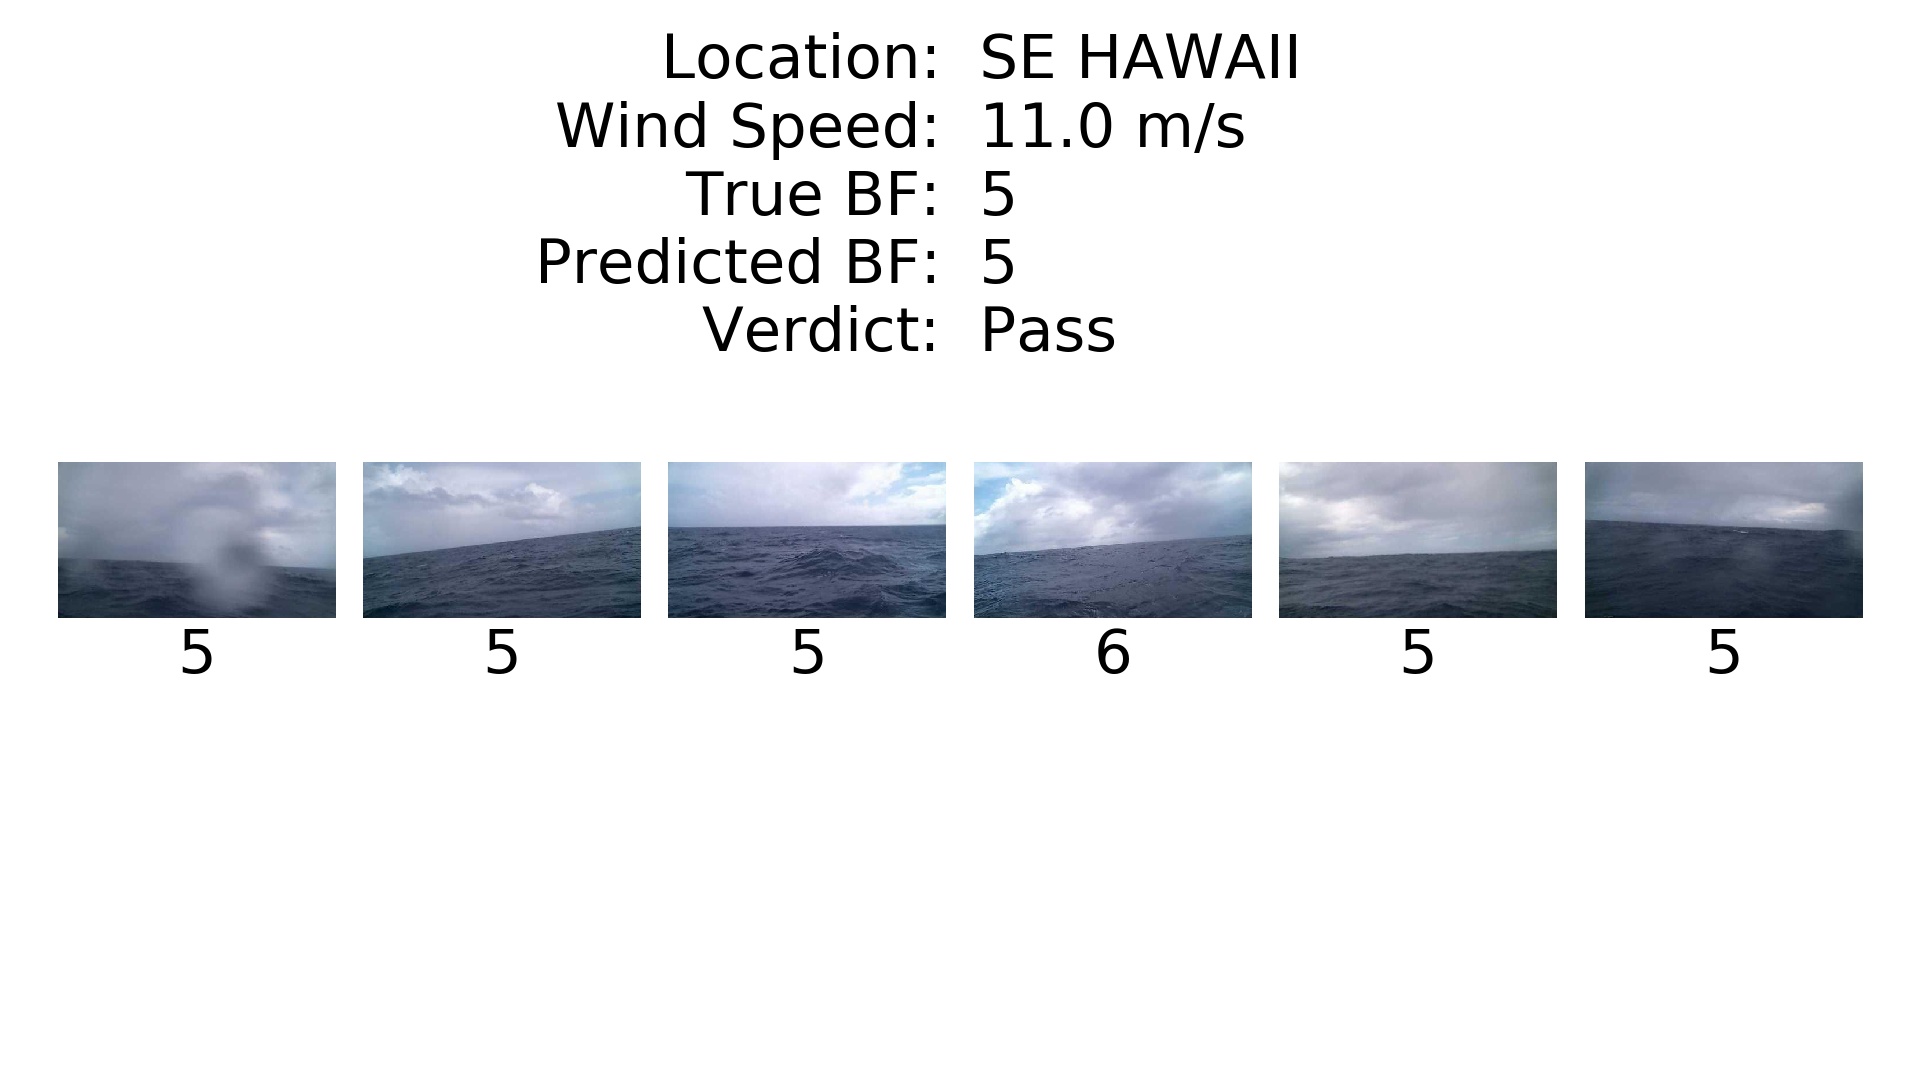 Location: SE HAWAII
Wind Speed: 11.0 m/s
True BF: 5
Predicted BF: 5
Verdict: Pass
5 5 5 6 5 5